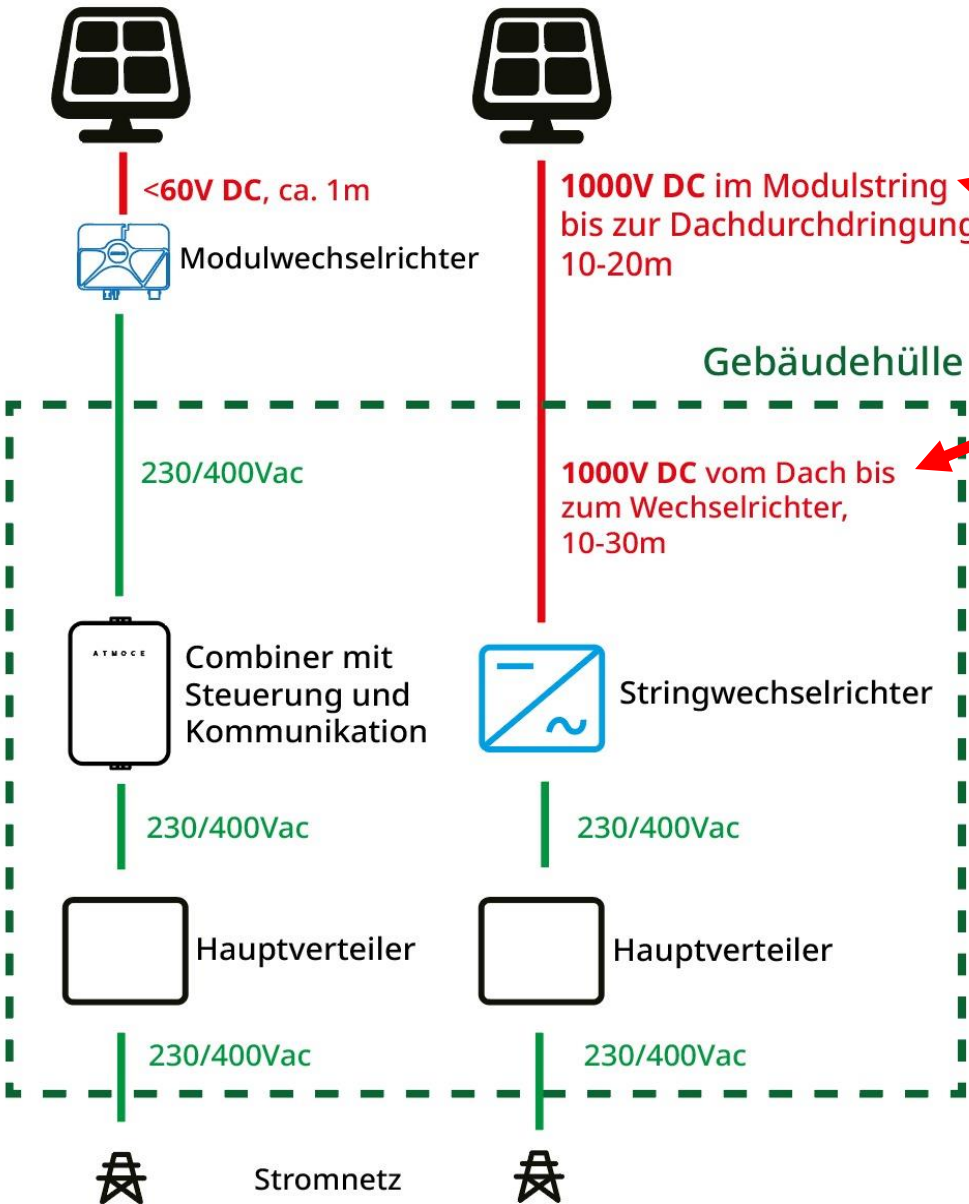 <60V DC, ca. 1m
Modulwechselrichter
1000V DC im Modulstring
bis zur Dachdurchdringung
10-20m
Gebäudehülle
230/400Vac
1000V DC vom Dach bis
zum Wechselrichter,
10-30m
ATMOCE
Combiner mit
Steuerung und
Kommunikation
Stringwechselrichter
230/400Vac
230/400Vac
Hauptverteiler
Hauptverteiler
230/400Vac
230/400Vac
Stromnetz